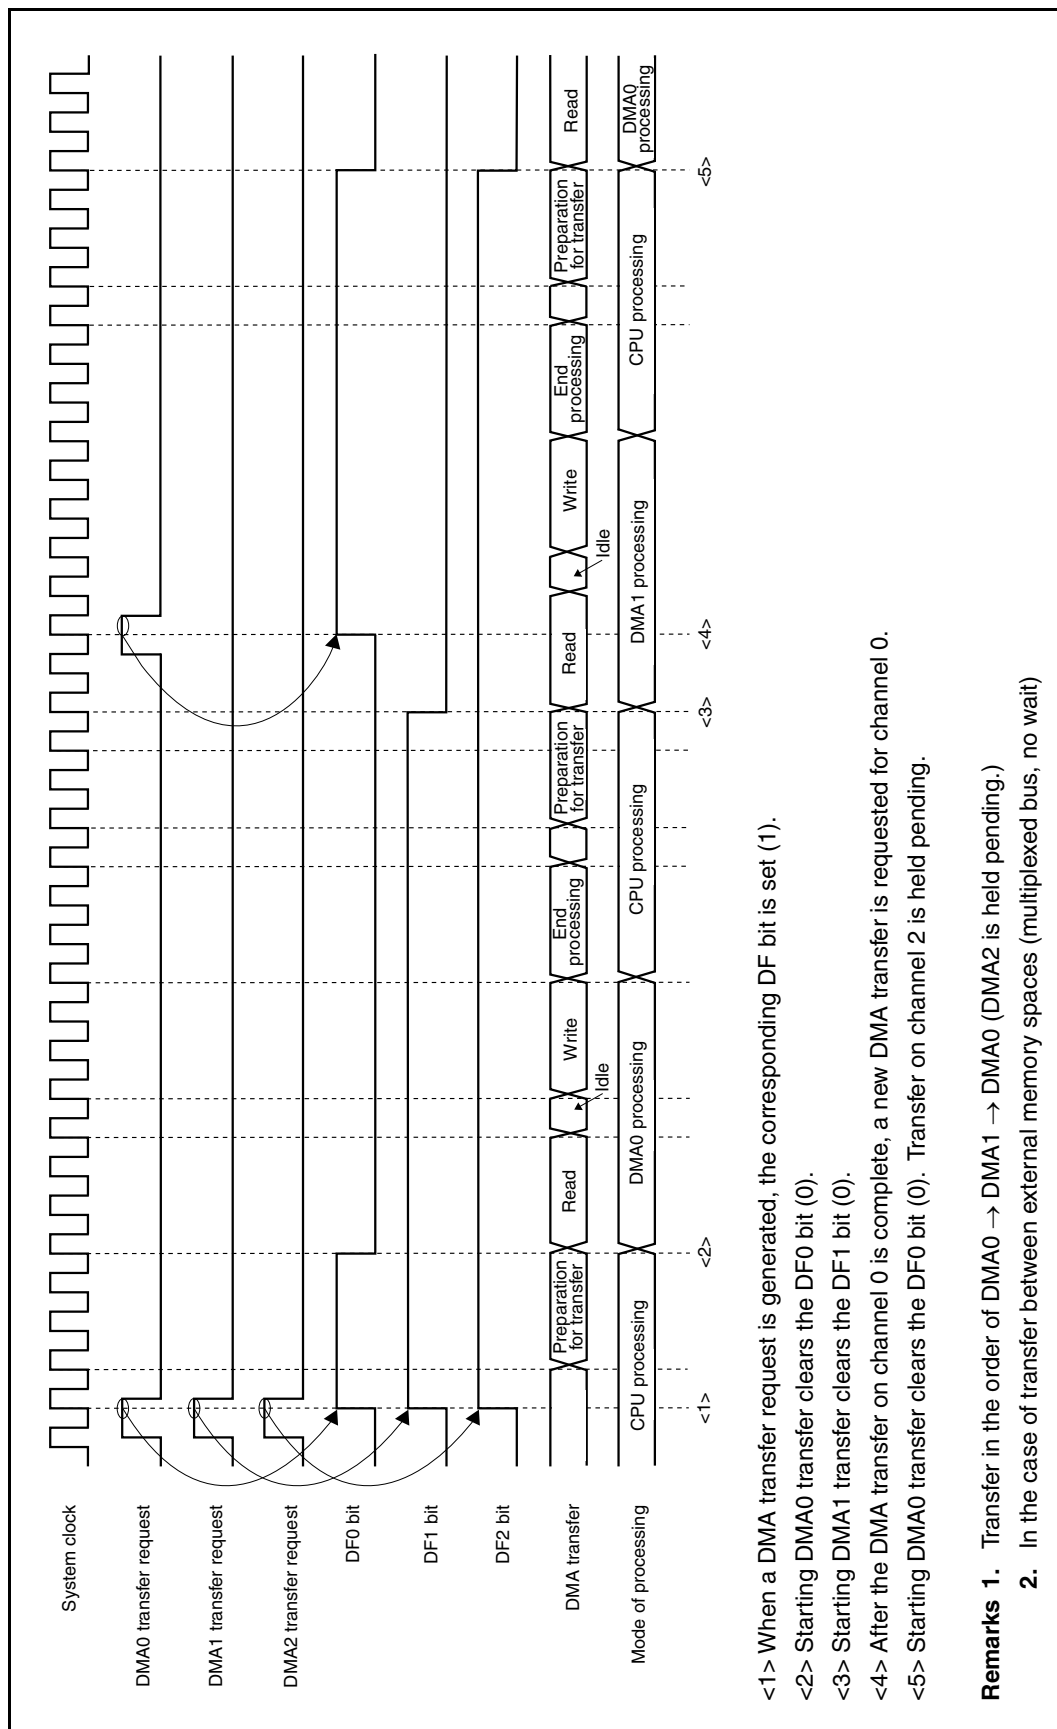 System clock
DMA0 transfer request
DMA1 transfer request
DMA2 transfer request
DF0 bit
DF1 bit
DF2 bit
DMA transfer
Preparation
for transfer
Read
Idle
Write
End
processing
Preparation
for transfer
Read
Idle
Write
End
processing
Preparation
for transfer
Read
Mode of processing
CPU processing
DMA0 processing
CPU processing
DMA1 processing
CPU processing
DMA0
processing
<1>
<2>
<3>
<4>
<5>
<1> When a DMA transfer request is generated, the corresponding DF bit is set (1).
<2> Starting DMA0 transfer clears the DF0 bit (0).
<3> Starting DMA1 transfer clears the DF1 bit (0).
<4> After the DMA transfer on channel 0 is complete, a new DMA transfer is requested for channel 0.
<5> Starting DMA0 transfer clears the DF0 bit (0). Transfer on channel 2 is held pending.
Remarks 1. Transfer in the order of DMA0 → DMA1 → DMA0 (DMA2 is held pending.)
2. In the case of transfer between external memory spaces (multiplexed bus, no wait)